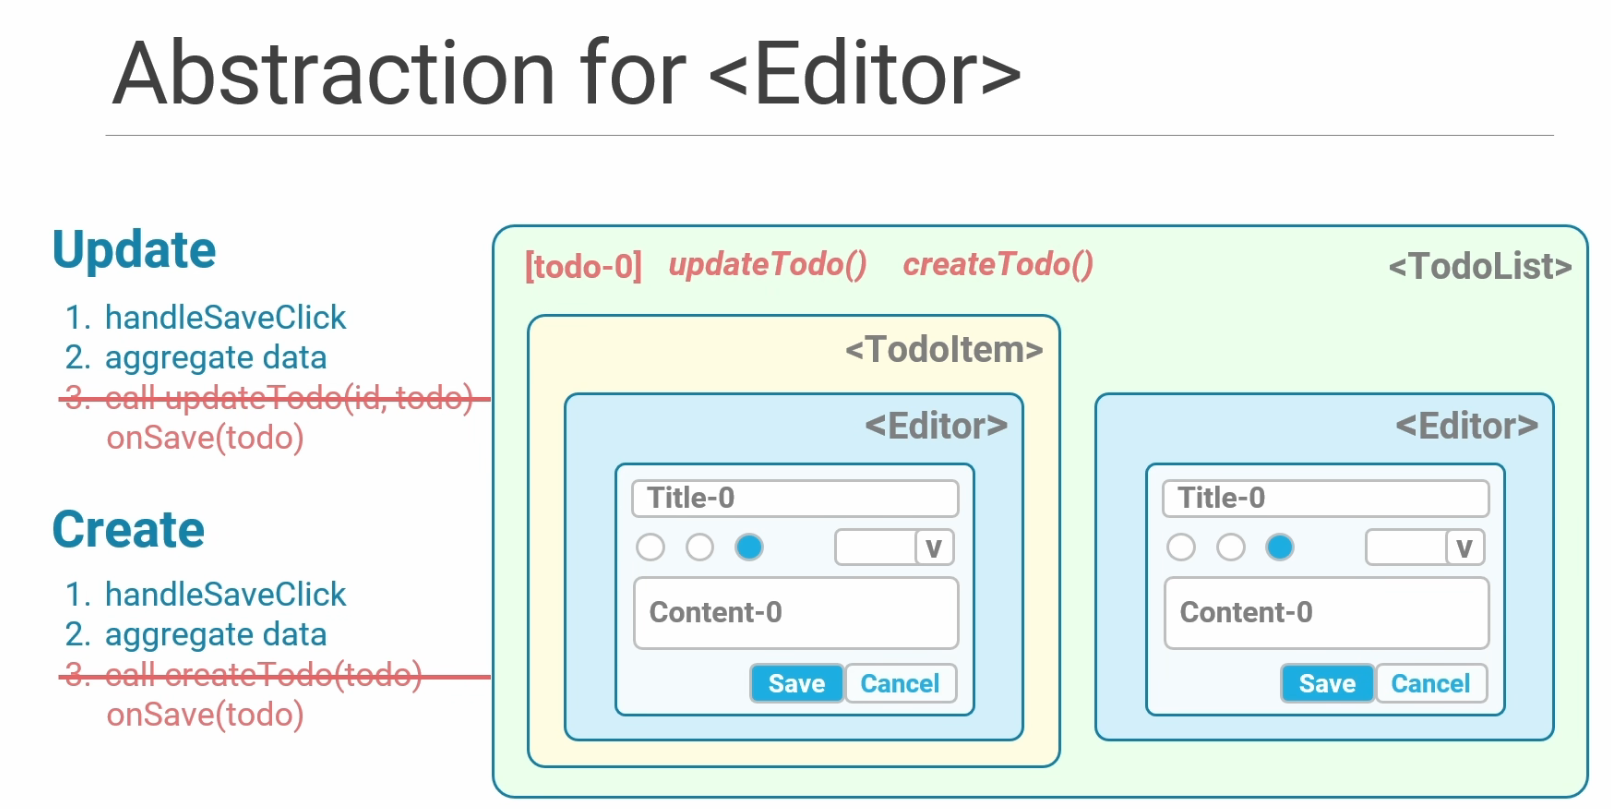 Abstraction for <Editor>
Update
1. handleSaveClick
2. aggregate data
3. call updateTodo(id, todo)
onSave(todo)
Create
1. handleSaveClick
2. aggregate data
3. call createTodo(todo)
onSave(todo)
[todo-0] updateTodo() createTodo() <TodoList>
<TodoItem>
<Editor>
Title-0
v
Content-0
Save Cancel
<Editor>
Title-0
v
Content-0
Save Cancel